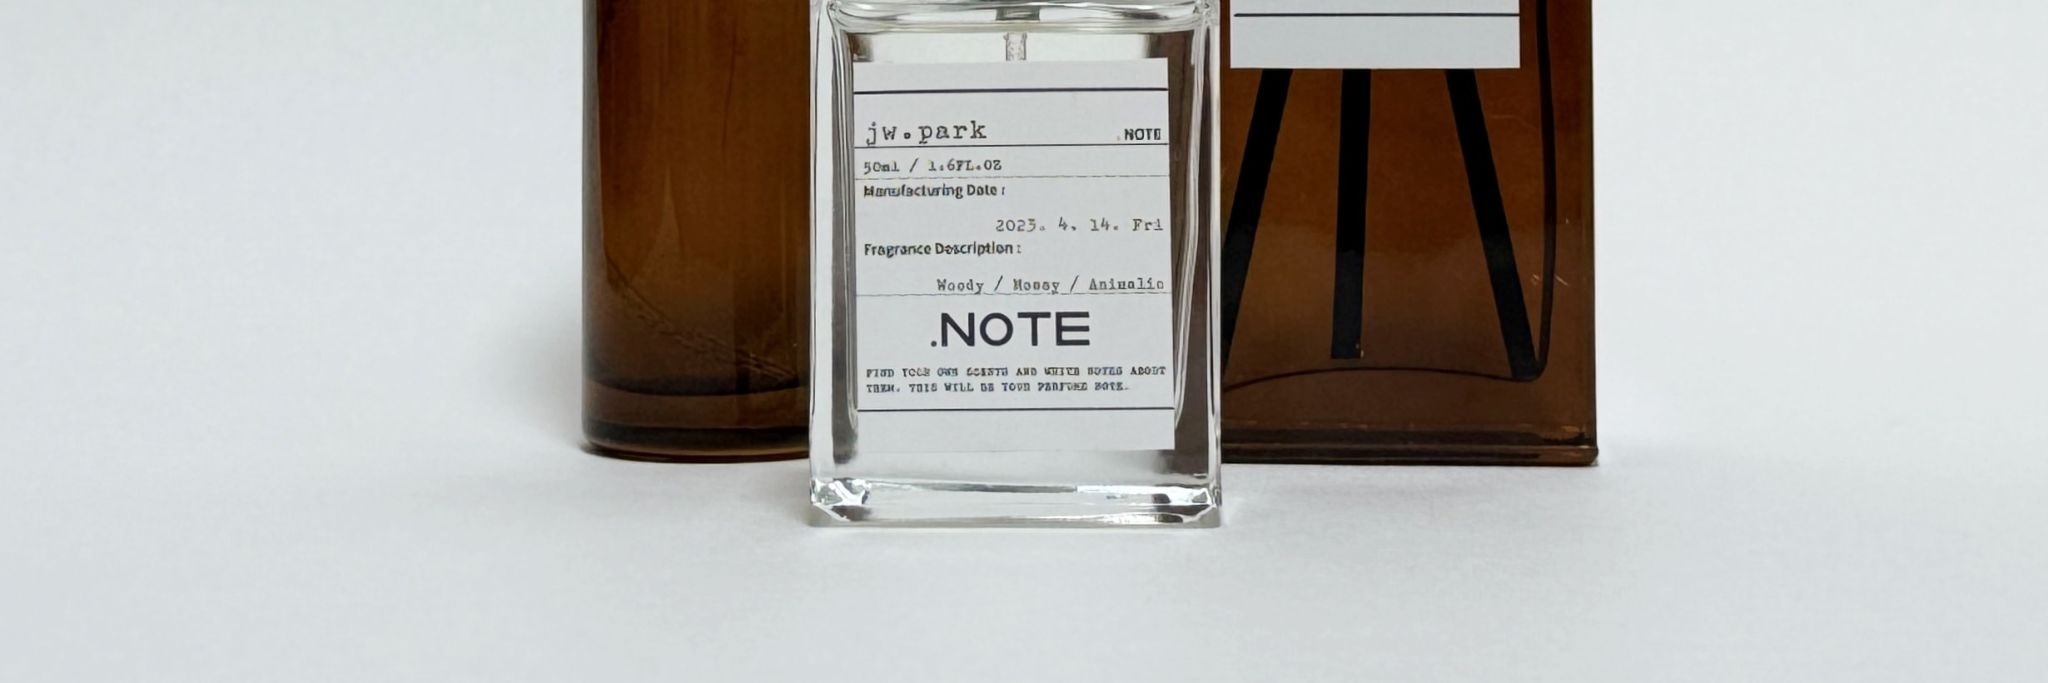 jw.park
.NOTE
50ml / 1.6FL.OZ
Manufacturing Date :
2023. 4. 14. Fri
Fragrance Description :
Woody / Mossy / Animalic
.NOTE
FIND YOUR OWN SCENTS AND WRITE NOTES ABOUT
THEM. THIS WILL BE YOUR PERFUME NOTE.